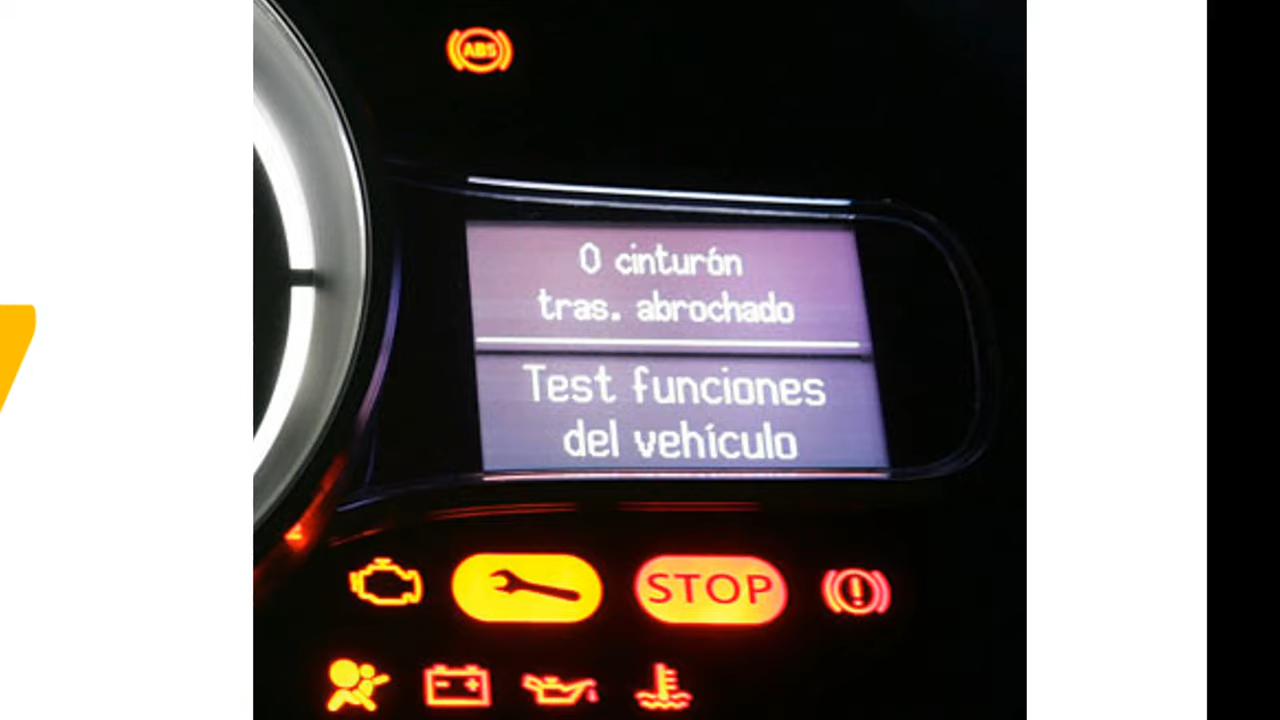 ABS
0 cinturón
tras. abrochado
Test funciones
del vehículo
STOP